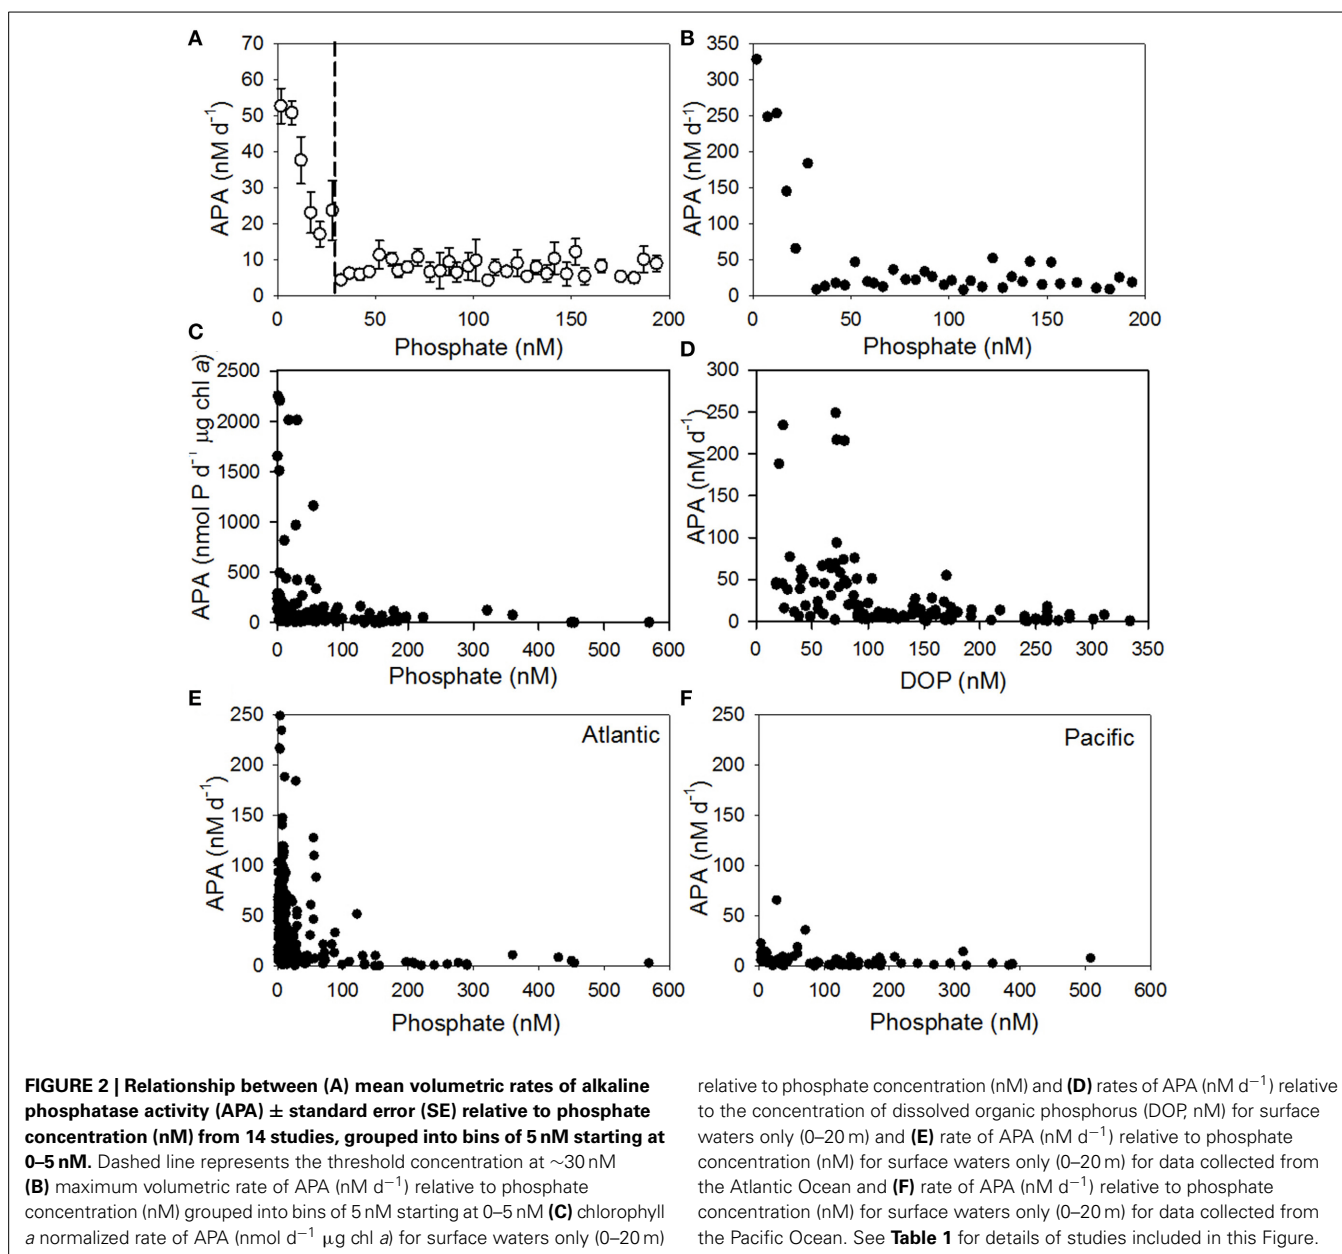 A
70
60
50
40
30
20
10
0
APA (nM d⁻¹)
0 50 100 150 200
Phosphate (nM)
B
350
300
250
200
150
100
50
0
APA (nM d⁻¹)
0 50 100 150 200
Phosphate (nM)
C
2500
2000
1500
1000
500
0
APA (nmol P d⁻¹ μg chl a)
0 100 200 300 400 500 600
Phosphate (nM)
D
300
250
200
150
100
50
0
APA (nM d⁻¹)
0 50 100 150 200 250 300 350
DOP (nM)
E
Atlantic
250
200
150
100
50
0
APA (nM d⁻¹)
0 100 200 300 400 500 600
Phosphate (nM)
F
Pacific
250
200
150
100
50
0
APA (nM d⁻¹)
0 100 200 300 400 500 600
Phosphate (nM)
FIGURE 2 | Relationship between (A) mean volumetric rates of alkaline
phosphatase activity (APA) ± standard error (SE) relative to phosphate
concentration (nM) from 14 studies, grouped into bins of 5 nM starting at
0–5 nM. Dashed line represents the threshold concentration at ∼30 nM
(B) maximum volumetric rate of APA (nM d⁻¹) relative to phosphate
concentration (nM) grouped into bins of 5 nM starting at 0–5 nM (C) chlorophyll
a normalized rate of APA (nmol d⁻¹ μg chl a) for surface waters only (0–20 m)
relative to phosphate concentration (nM) and (D) rates of APA (nM d⁻¹) relative
to the concentration of dissolved organic phosphorus (DOP, nM) for surface
waters only (0–20 m) and (E) rate of APA (nM d⁻¹) relative to phosphate
concentration (nM) for surface waters only (0–20 m) for data collected from
the Atlantic Ocean and (F) rate of APA (nM d⁻¹) relative to phosphate
concentration (nM) for surface waters only (0–20 m) for data collected from
the Pacific Ocean. See Table 1 for details of studies included in this Figure.